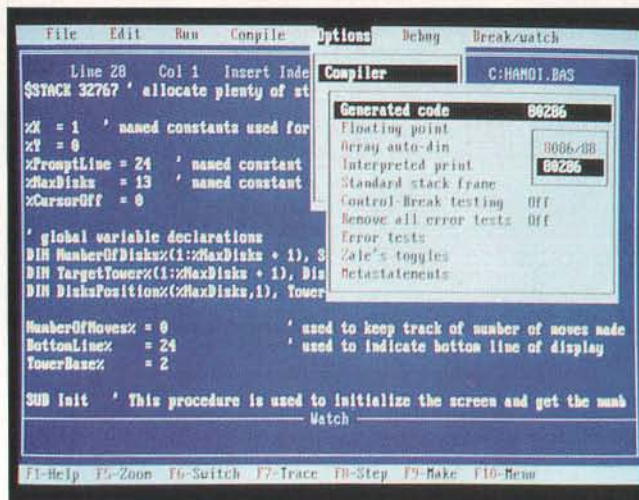 File Edit Run Compile Options Debug Break/watch
Line 28 Col 1 Insert Inde
C:HANOI.BAS
$STACK 32767 ' allocate plenty of st
%X = 1 ' named constants used for
%Y = 0
%PromptLine = 24 ' named constant
%MaxDisks = 13 ' named constant
%CursorOff = 0
' global variable declarations
DIM NumberOfDisks%(1:%MaxDisks + 1), S
DIM TargetTower%(1:%MaxDisks + 1), Dis
DIM DisksPosition%(%MaxDisks,1), Tower
NumberOfMoves% = 0 ' used to keep track of number of moves made
BottomLine% = 24 ' used to indicate bottom line of display
TowerBase% = 2
SUB Init ' This procedure is used to initialize the screen and get the numb
Compiler
Generated code 80286
Floating point
Array auto-dim
Interpreted print
Standard stack frame
Control-Break testing Off
Remove all error tests Off
Error tests
Zale's toggles
Metastatements
8086/88
80286
Watch
F1-Help F5-Zoom F6-Switch F7-Trace F8-Step F9-Make F10-Menu